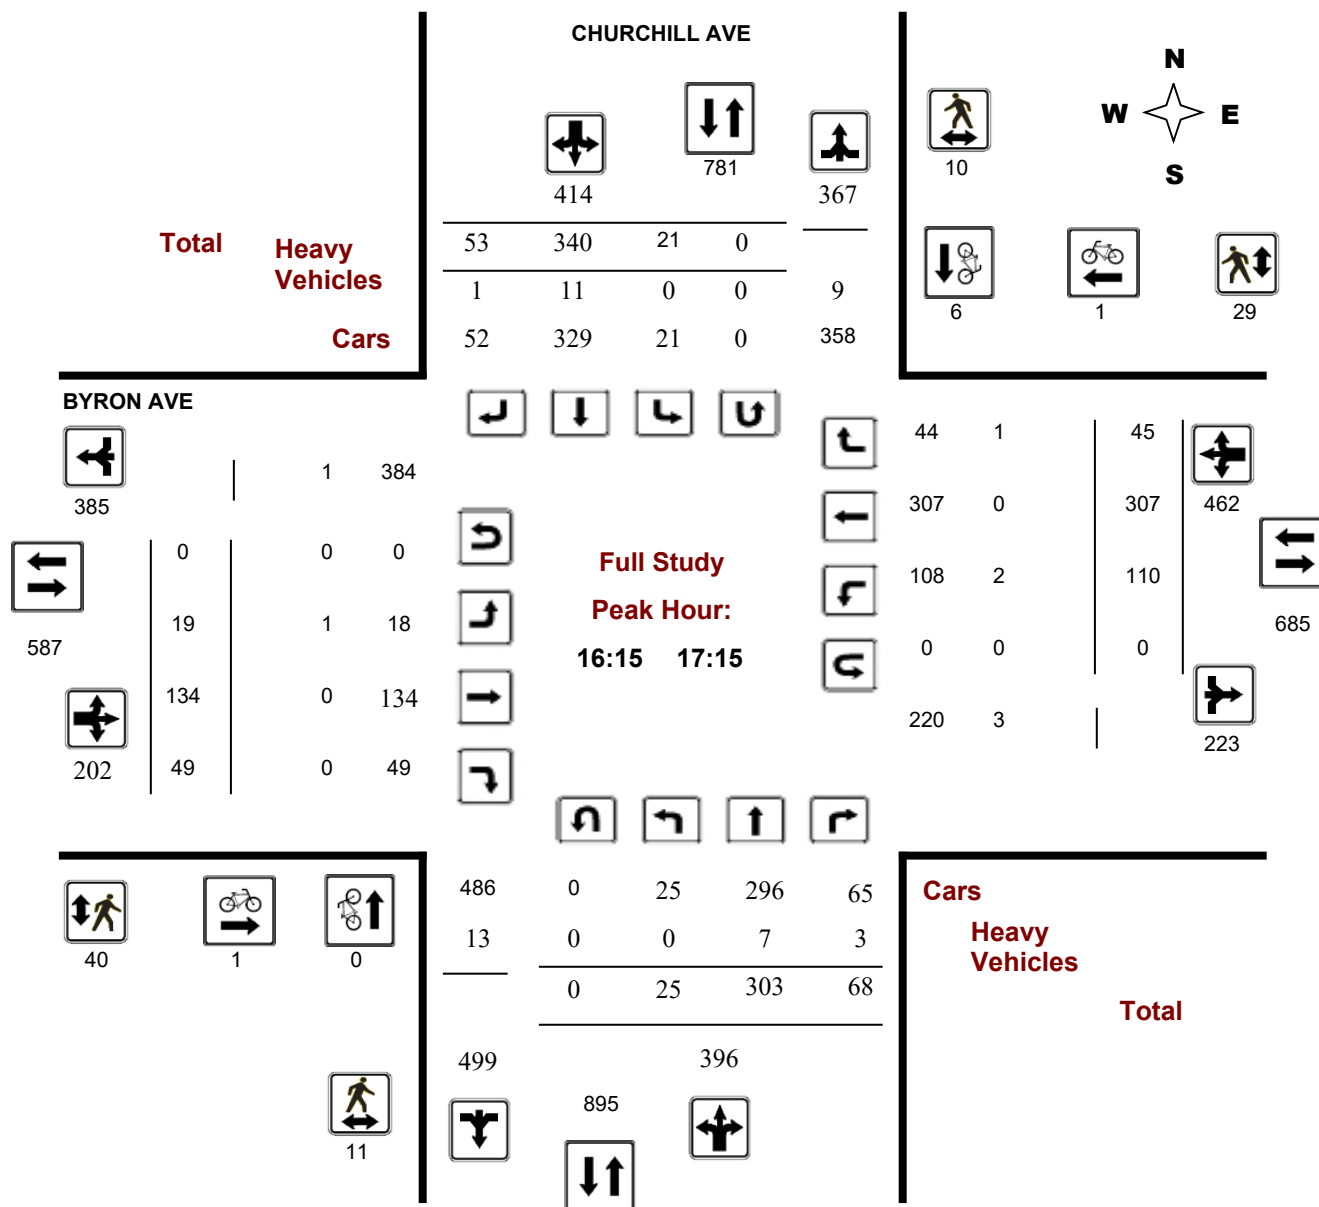 CHURCHILL AVE
N
W E
S
10
781
414 367
Total Heavy Vehicles
53 340 21 0
1 11 0 0 9
Cars 52 329 21 0 358
6 1 29
BYRON AVE
44 1 45
1 384
385
307 0 307 462
0 0 0
Full Study
108 2 110
Peak Hour:
19 1 18
685
587
16:15 17:15
0 0 0
134 0 134
220 3
223
202 49 0 49
486 0 25 296 65 Cars
13 0 0 7 3 Heavy Vehicles
40 1 0
0 25 303 68
Total
499 396
895
11